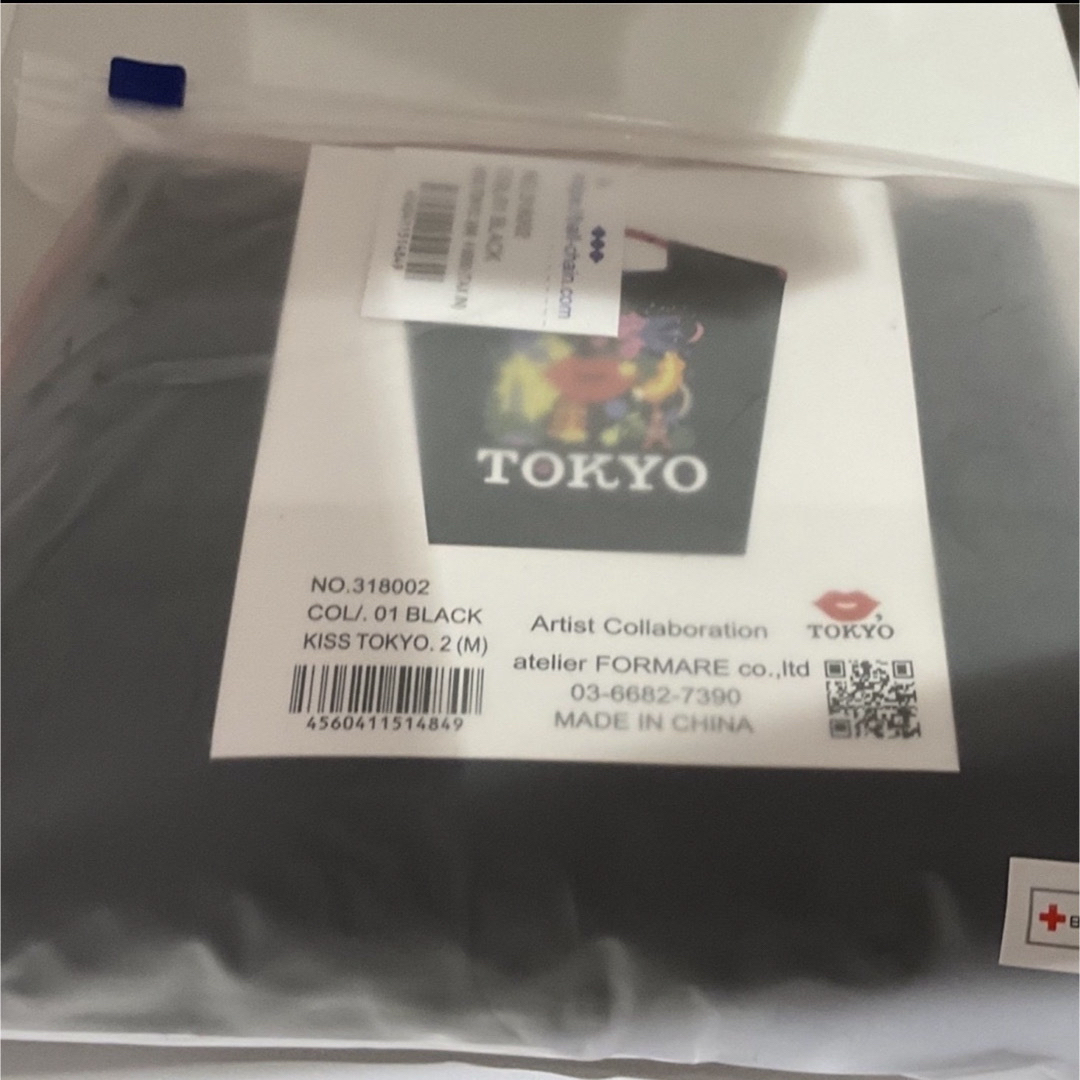 TOKYO
NO.318002
COL/. 01 BLACK
KISS TOKYO. 2 (M)
4560411514849
Artist Collaboration
atelier FORMARE co.,ltd
03-6682-7390
MADE IN CHINA
TOKYO